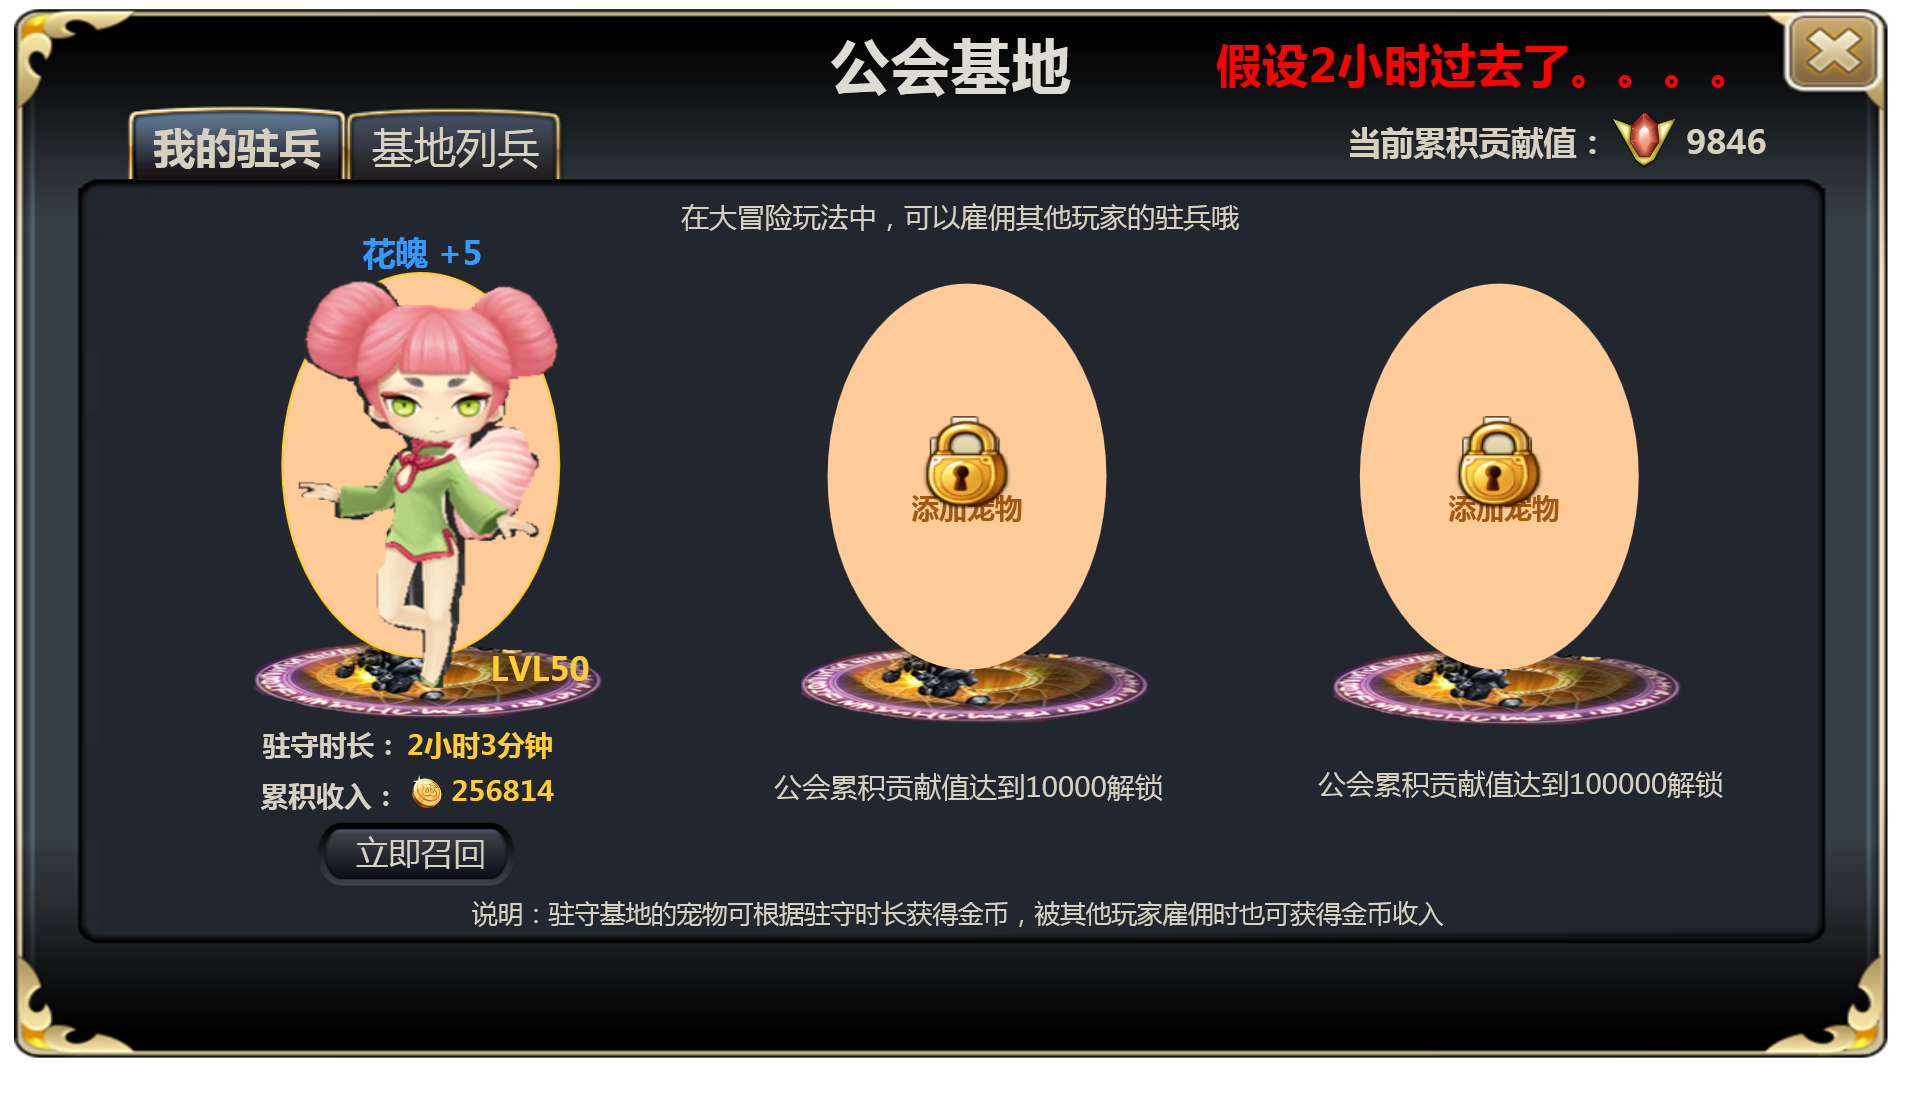 公会基地
假设2小时过去了。。。。
我的驻兵
基地列兵
当前累积贡献值：
9846
在大冒险玩法中，可以雇佣其他玩家的驻兵哦
花魄 +5
添加宠物
添加宠物
LVL50
驻守时长： 2小时3分钟
累积收入： 256814
公会累积贡献值达到10000解锁
公会累积贡献值达到100000解锁
立即召回
说明：驻守基地的宠物可根据驻守时长获得金币，被其他玩家雇佣时也可获得金币收入